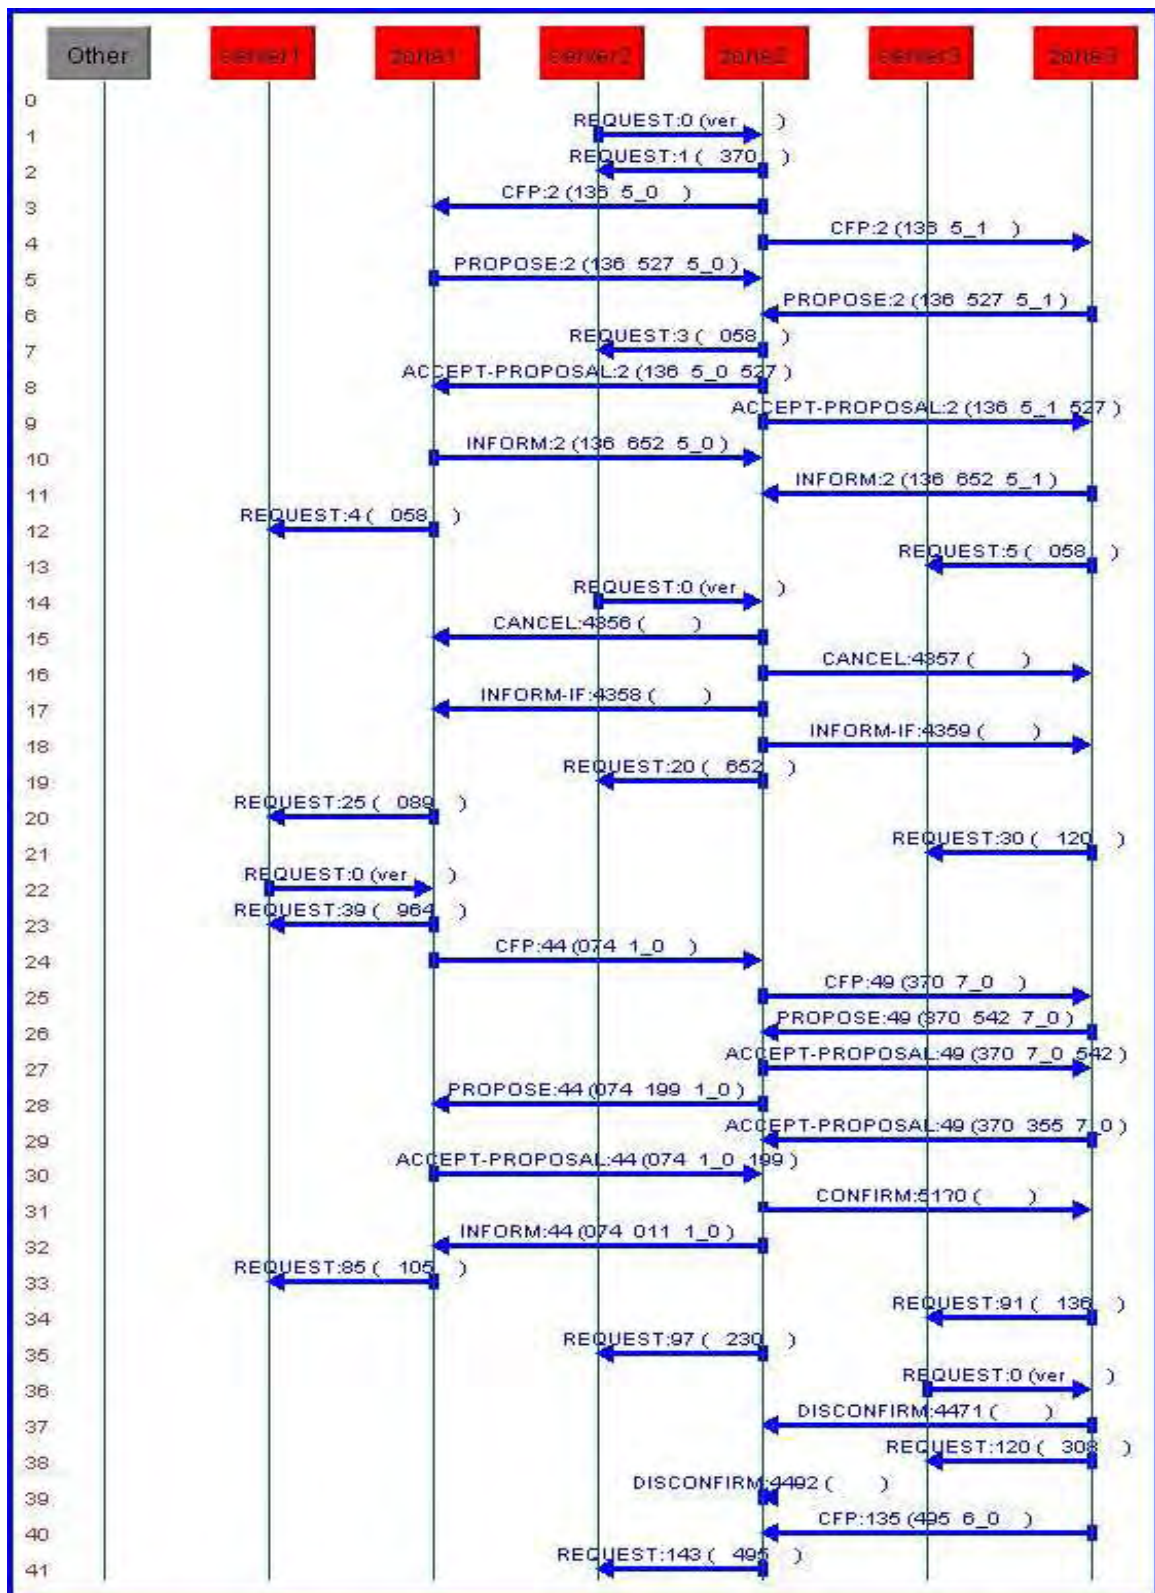 Other server1 zona1 server2 zona2 server3 zona3
0
REQUEST:0 (ver )
1
REQUEST:1 ( 370 )
2
CFP:2 (136 5_0 )
3
CFP:2 (136 5_1 )
4
PROPOSE:2 (136 527 5_0)
5
PROPOSE:2 (136 527 5_1)
6
REQUEST:3 ( 058 )
7
ACCEPT-PROPOSAL:2 (136 5_0 527)
8
ACCEPT-PROPOSAL:2 (136 5_1 527)
9
INFORM:2 (136 652 5_0)
10
INFORM:2 (136 652 5_1)
11
REQUEST:4 ( 058 )
12
REQUEST:5 ( 058 )
13
REQUEST:0 (ver )
14
CANCEL:4356 ( )
15
CANCEL:4357 ( )
16
INFORM-IF:4358 ( )
17
INFORM-IF:4359 ( )
18
REQUEST:20 ( 652 )
19
REQUEST:25 ( 089 )
20
REQUEST:30 ( 120 )
21
REQUEST:0 (ver )
22
REQUEST:39 ( 964 )
23
CFP:44 (074 1_0 )
24
CFP:49 (370 7_0 )
25
PROPOSE:49 (370 542 7_0)
26
ACCEPT-PROPOSAL:49 (370 7_0 542)
27
PROPOSE:44 (074 199 1_0)
28
ACCEPT-PROPOSAL:49 (370 355 7_0)
29
ACCEPT-PROPOSAL:44 (074 1_0 199)
30
CONFIRM:5170 ( )
31
INFORM:44 (074 011 1_0)
32
REQUEST:85 ( 105 )
33
REQUEST:91 ( 136 )
34
REQUEST:97 ( 230 )
35
REQUEST:0 (ver )
36
DISCONFIRM:4471 ( )
37
REQUEST:120 ( 308 )
38
DISCONFIRM:4492 ( )
39
CFP:135 (495 6_0 )
40
REQUEST:143 ( 495 )
41